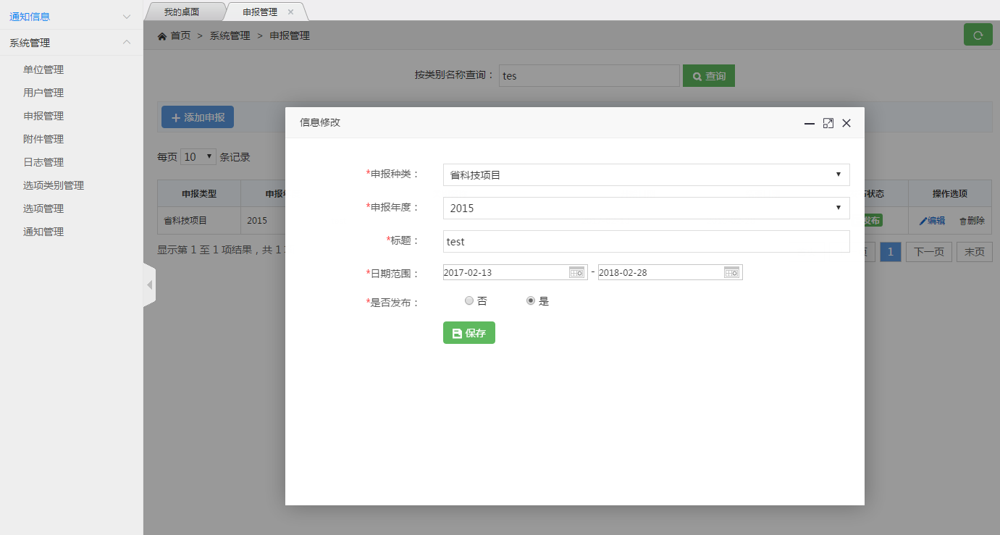 通知信息
系统管理
单位管理
用户管理
申报管理
附件管理
日志管理
选项类别管理
选项管理
通知管理
我的桌面
申报管理
首页 > 系统管理 > 申报管理
按类别名称查询： tes 查询
添加申报
每页 10 条记录
申报类型 申报 状态 操作选项
省科技项目 2015 发布 编辑 删除
显示第 1 至 1 项结果，共 1 页 1 下一页 末页
信息修改
*申报种类： 省科技项目
*申报年度： 2015
*标题： test
*日期范围： 2017-02-13 - 2018-02-28
*是否发布： 否 是
保存